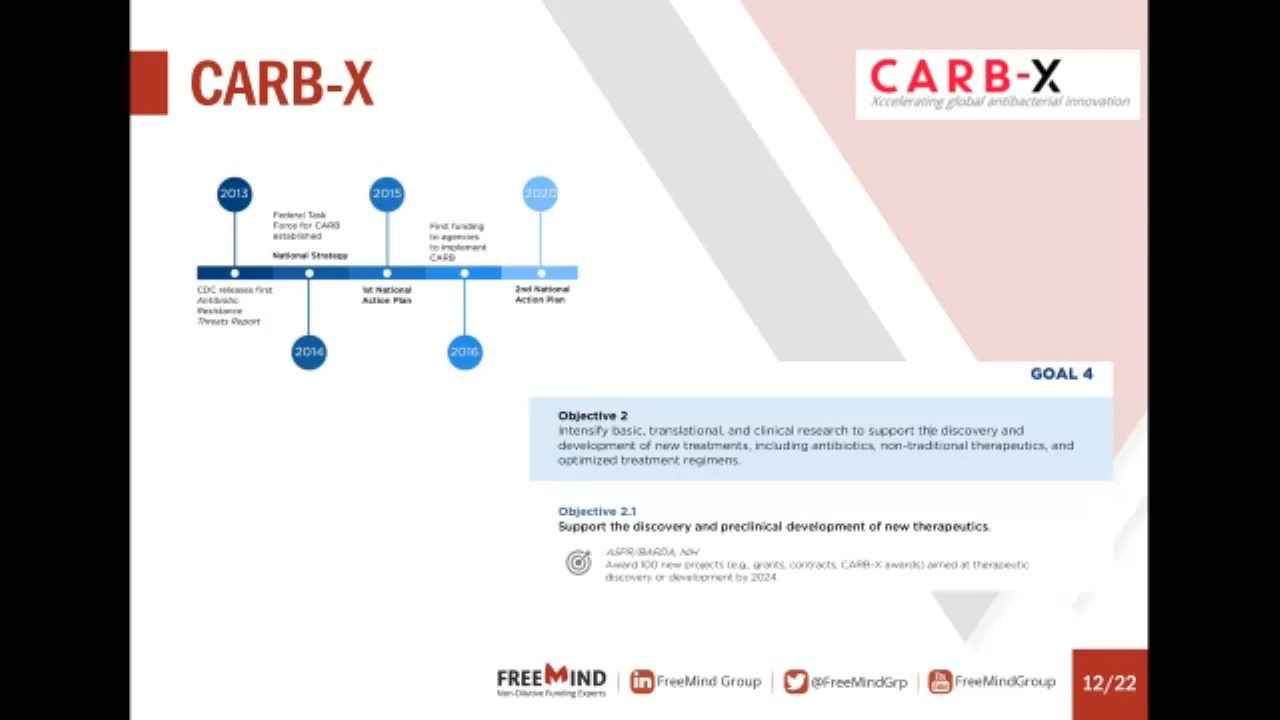 CARB-X
CARB-X
Xccelerating global antibacterial innovation
2013
2015
2020
Federal Task
Force for CARB
established
National Strategy
First funding
to agencies
to implement
CARB
CDC releases first
Antibiotic
Resistance
Threats Report
1st National
Action Plan
2nd National
Action Plan
2014
2016
GOAL 4
Objective 2
Intensify basic, translational, and clinical research to support the discovery and
development of new treatments, including antibiotics, non-traditional therapeutics, and
optimized treatment regimens.
Objective 2.1
Support the discovery and preclinical development of new therapeutics.
ASPR/BARDA, NIH
Award 100 new projects (e.g., grants, contracts, CARB-X awards) aimed at therapeutic
discovery or development by 2024.
FREEMIND
Non-Dilutive Funding Experts
in FreeMind Group
@FreeMindGrp
You Tube FreeMindGroup
12/22